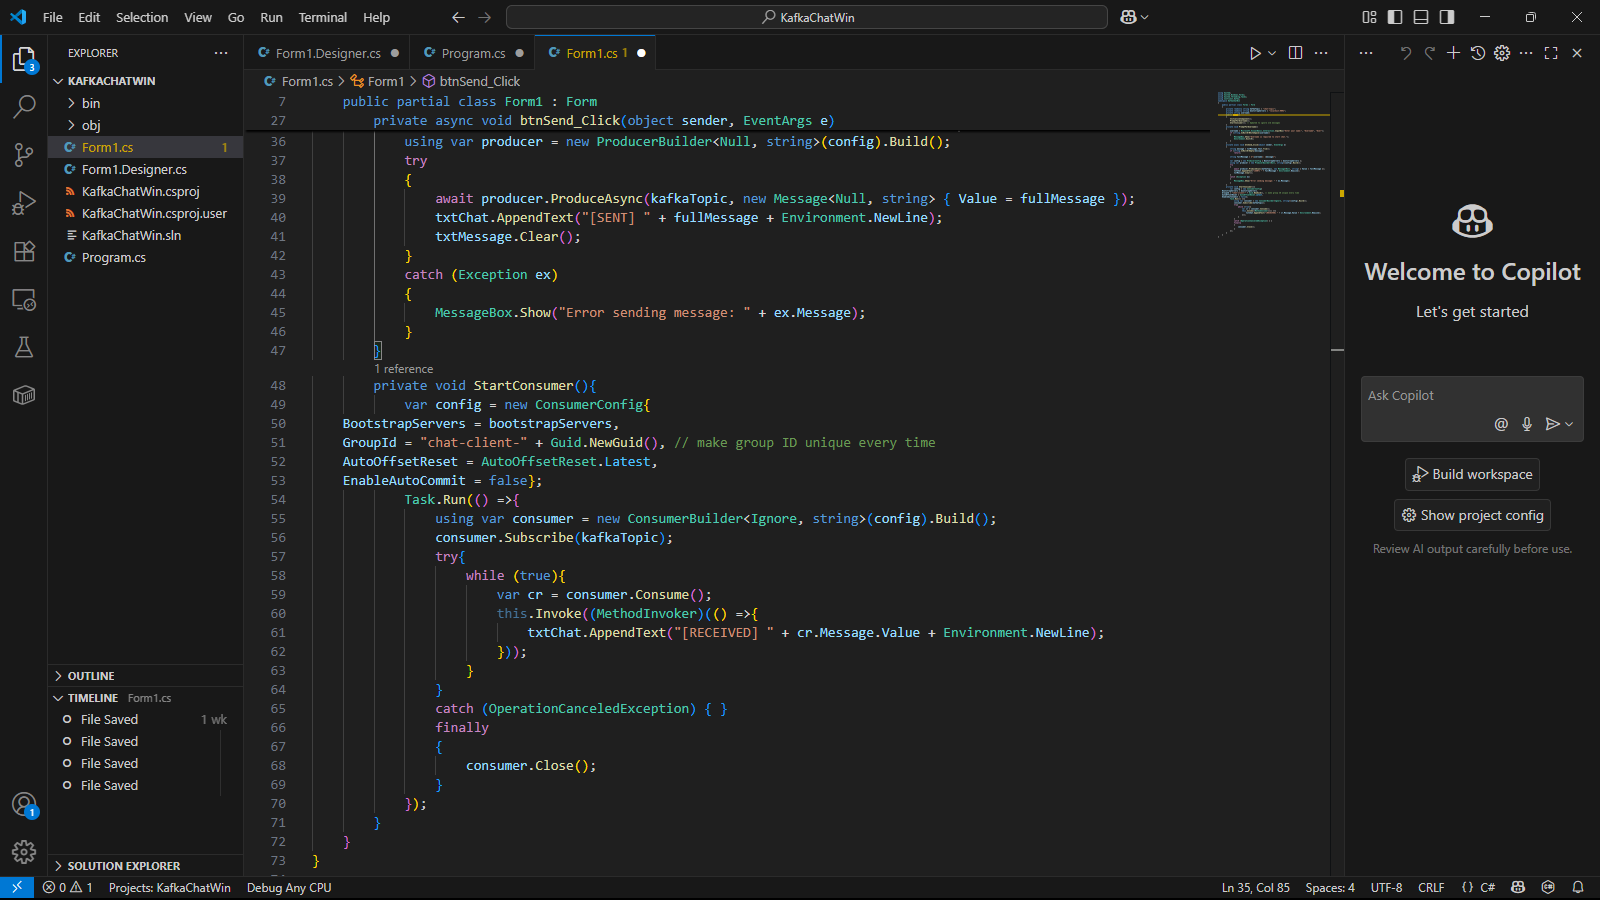 File Edit Selection View Go Run Terminal Help
KafkaChatWin
EXPLORER
Form1.Designer.cs
Program.cs
Form1.cs 1
KAFKACHATWIN
Form1.cs > Form1 > btnSend_Click
bin
obj
Form1.cs 1
Form1.Designer.cs
KafkaChatWin.csproj
KafkaChatWin.csproj.user
KafkaChatWin.sln
Program.cs
OUTLINE
TIMELINE Form1.cs
File Saved 1 wk
File Saved
File Saved
File Saved
SOLUTION EXPLORER
3
1
7 public partial class Form1 : Form
27 private async void btnSend_Click(object sender, EventArgs e)
36 using var producer = new ProducerBuilder<Null, string>(config).Build();
37 try
38 {
39 await producer.ProduceAsync(kafkaTopic, new Message<Null, string> { Value = fullMessage });
40 txtChat.AppendText("[SENT] " + fullMessage + Environment.NewLine);
41 txtMessage.Clear();
42 }
43 catch (Exception ex)
44 {
45 MessageBox.Show("Error sending message: " + ex.Message);
46 }
47 }
1 reference
48 private void StartConsumer(){
49 var config = new ConsumerConfig{
50 BootstrapServers = bootstrapServers,
51 GroupId = "chat-client-" + Guid.NewGuid(), // make group ID unique every time
52 AutoOffsetReset = AutoOffsetReset.Latest,
53 EnableAutoCommit = false};
54 Task.Run(() =>{
55 using var consumer = new ConsumerBuilder<Ignore, string>(config).Build();
56 consumer.Subscribe(kafkaTopic);
57 try{
58 while (true){
59 var cr = consumer.Consume();
60 this.Invoke((MethodInvoker)(() =>{
61 txtChat.AppendText("[RECEIVED] " + cr.Message.Value + Environment.NewLine);
62 }));
63 }
64 }
65 catch (OperationCanceledException) { }
66 finally
67 {
68 consumer.Close();
69 }
70 });
71 }
72 }
73 }
Welcome to Copilot
Let's get started
Ask Copilot
Build workspace
Show project config
Review AI output carefully before use.
0 1 Projects: KafkaChatWin Debug Any CPU
Ln 35, Col 85 Spaces: 4 UTF-8 CRLF {} C#